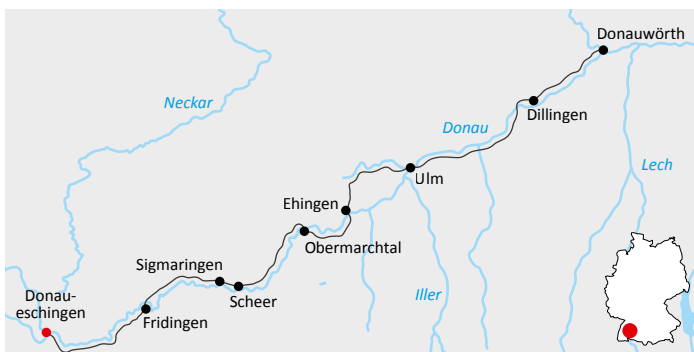 Donauwörth
Neckar
Dillingen
Donau
Lech
Ulm
Ehingen
Obermarchtal
Sigmaringen
Scheer
Iller
Donau-
eschingen
Fridingen